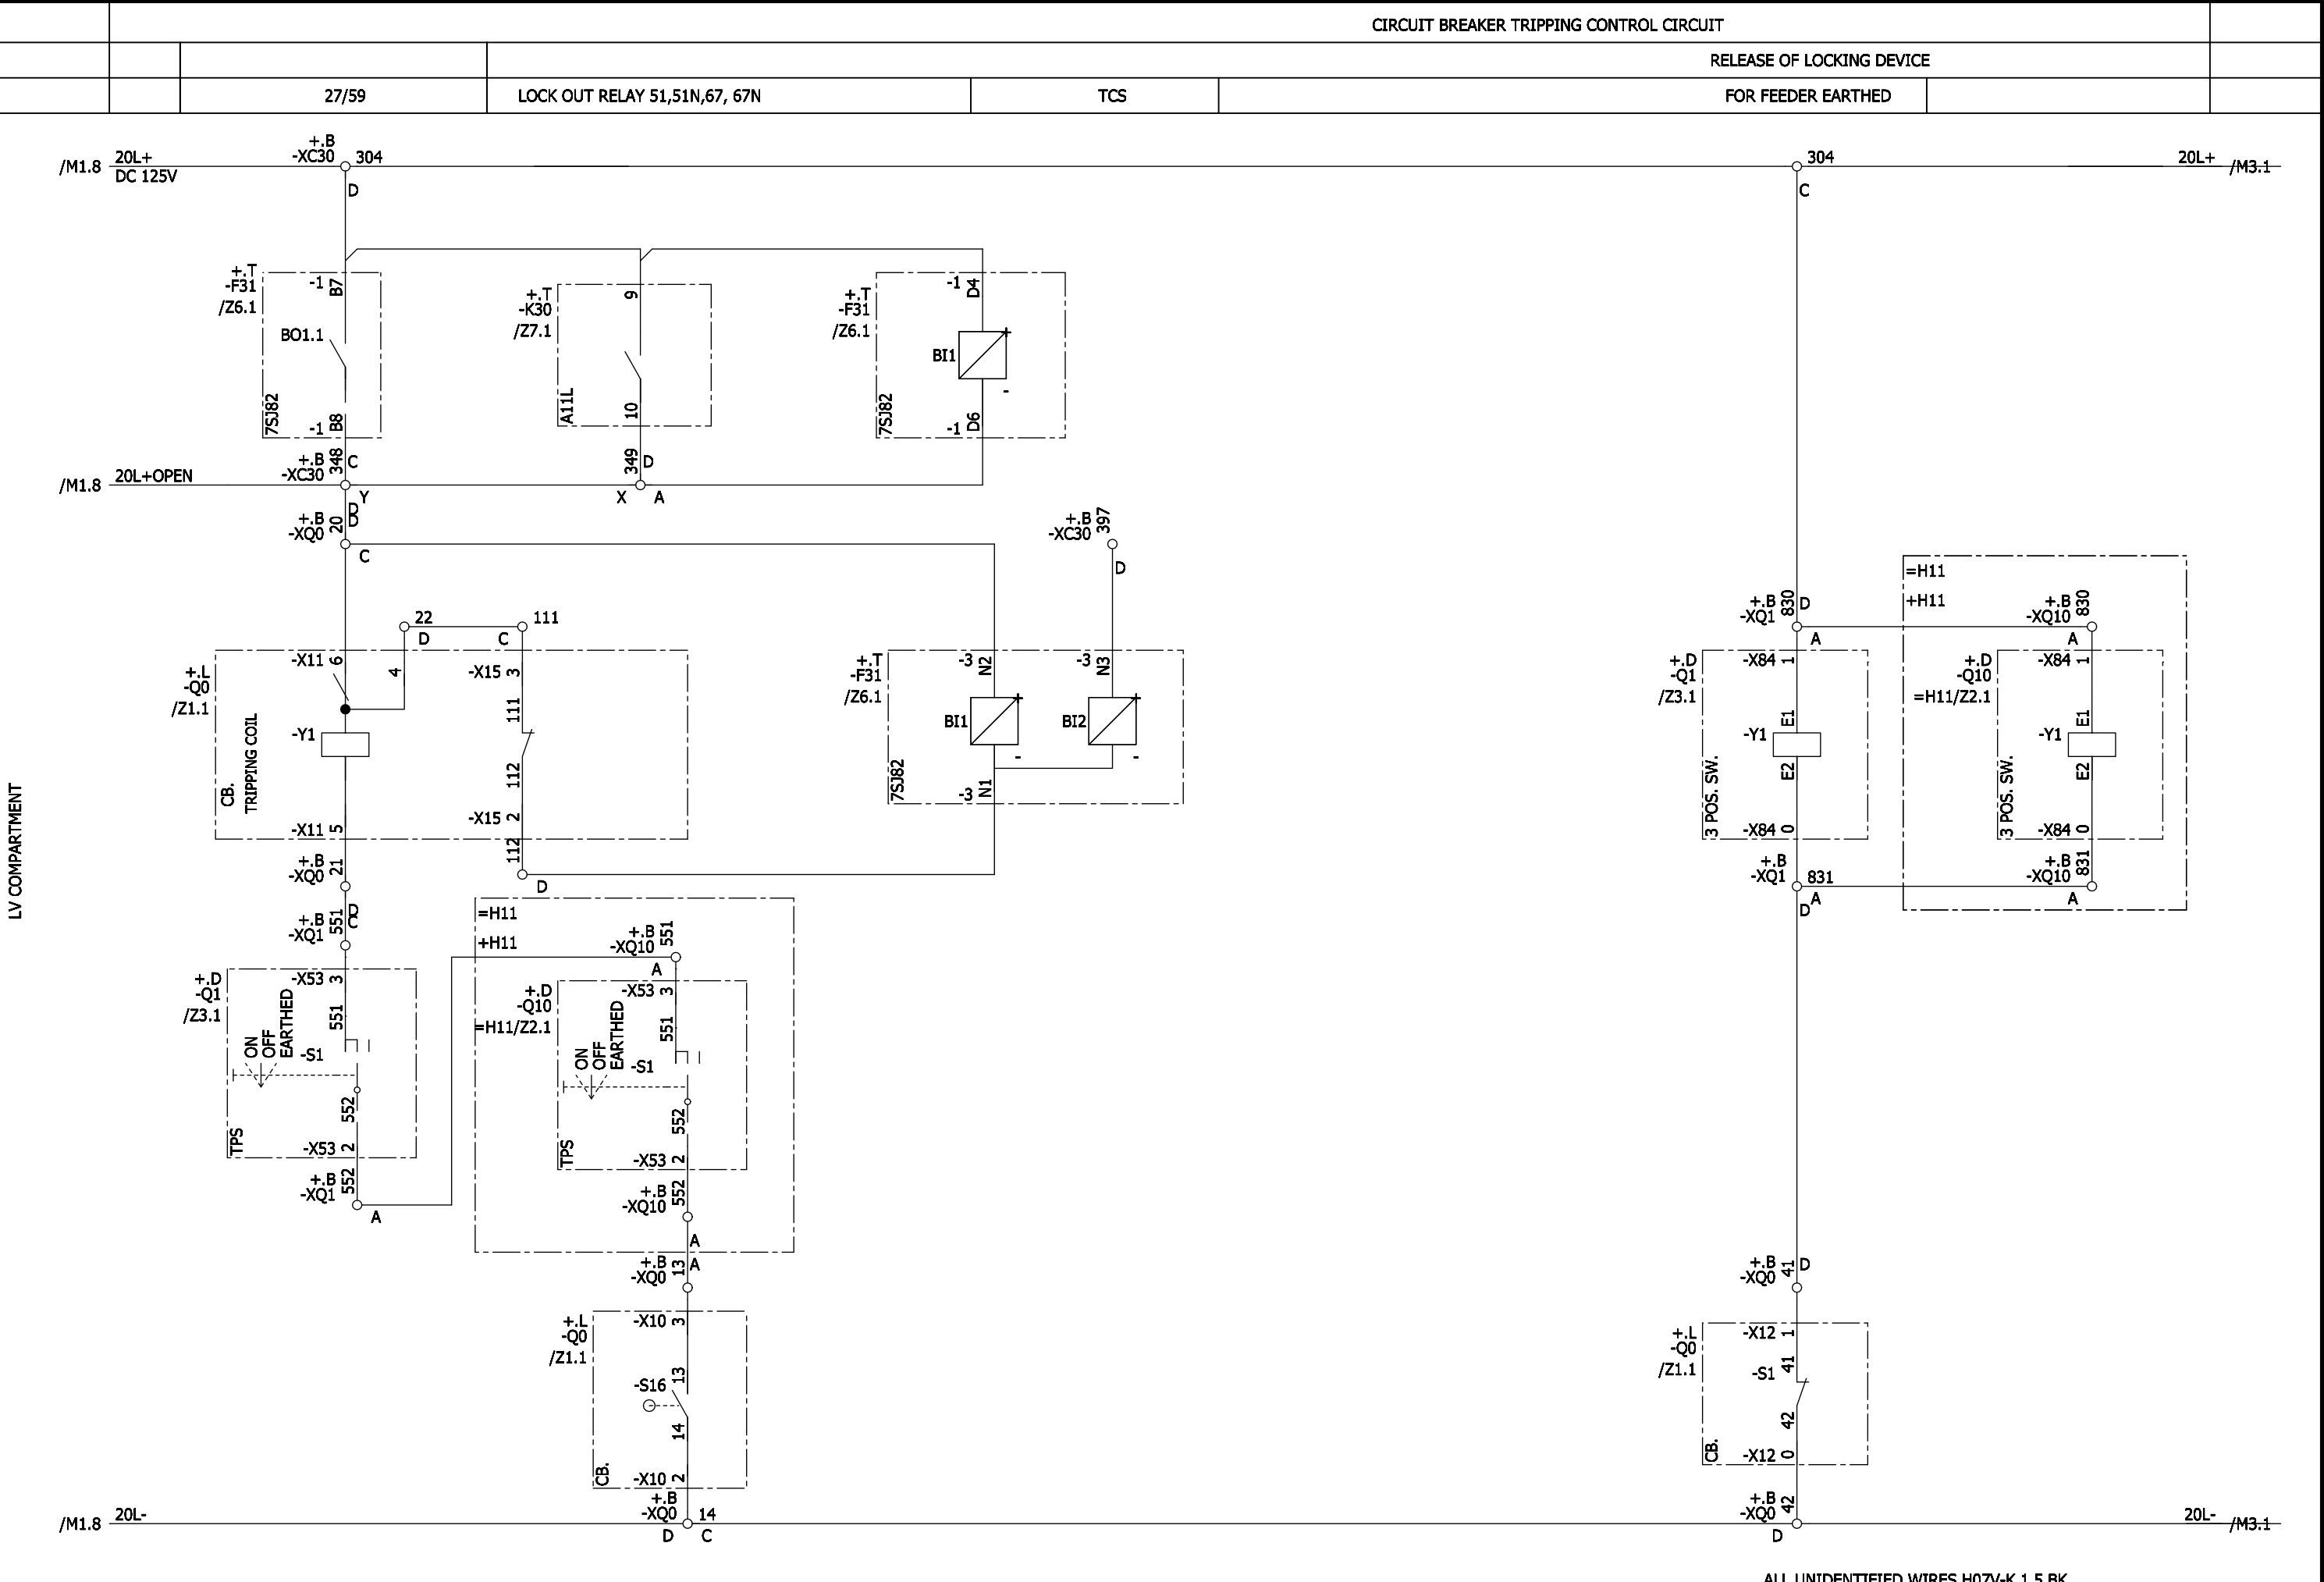 CIRCUIT BREAKER TRIPPING CONTROL CIRCUIT
RELEASE OF LOCKING DEVICE
27/59
LOCK OUT RELAY 51,51N,67, 67N
TCS
FOR FEEDER EARTHED
/M1.8
20L+
DC 125V
+.B
-XC30
304
D
304
C
20L+
/M3.1
+.T
-F31
/Z6.1
-1
B7
BO1.1
7SJ82
-1
B8
+.T
-K30
/Z7.1
9
A11L
10
+.T
-F31
/Z6.1
-1
D4
BI1
+
-
7SJ82
-1
D6
/M1.8
20L+OPEN
+.B
-XC30
348
C
Y
349
D
X
A
D
D
+.B
-XQ0
20
C
+.B
-XC30
397
D
22
D
C
111
+.L
-Q0
/Z1.1
-X11
6
4
-X15
3
111
-Y1
CB.
TRIPPING COIL
112
-X11
5
-X15
2
112
D
+.T
-F31
/Z6.1
-3
N2
-3
N3
BI1
+
-
BI2
+
-
7SJ82
-3
N1
LV COMPARTMENT
+.B
-XQ0
21
D
C
+.B
-XQ1
551
+.D
-Q1
/Z3.1
-X53
3
551
ON
OFF
EARTHED
-S1
552
TPS
-X53
2
+.B
-XQ1
552
A
=H11
+H11
+.B
-XQ10
551
A
+.D
-Q10
=H11/Z2.1
-X53
3
551
ON
OFF
EARTHED
-S1
552
TPS
-X53
2
+.B
-XQ10
552
A
+.B
-XQ0
13
A
+.L
-Q0
/Z1.1
-X10
3
13
-S16
14
CB.
-X10
2
+.B
-XQ0
14
D
C
/M1.8
20L-
+.B
-XQ1
830
D
A
=H11
+H11
+.B
-XQ10
830
A
+.D
-Q1
/Z3.1
-X84
1
E1
-Y1
E2
3 POS. SW.
-X84
0
+.D
-Q10
=H11/Z2.1
-X84
1
E1
-Y1
E2
3 POS. SW.
-X84
0
+.B
-XQ1
831
A
D
+.B
-XQ10
831
A
+.B
-XQ0
41
D
+.L
-Q0
/Z1.1
-X12
1
41
-S1
42
CB.
-X12
0
+.B
-XQ0
42
D
20L-
/M3.1
ALL UNIDENTIFIED WIRES H07V-K 1.5 BK